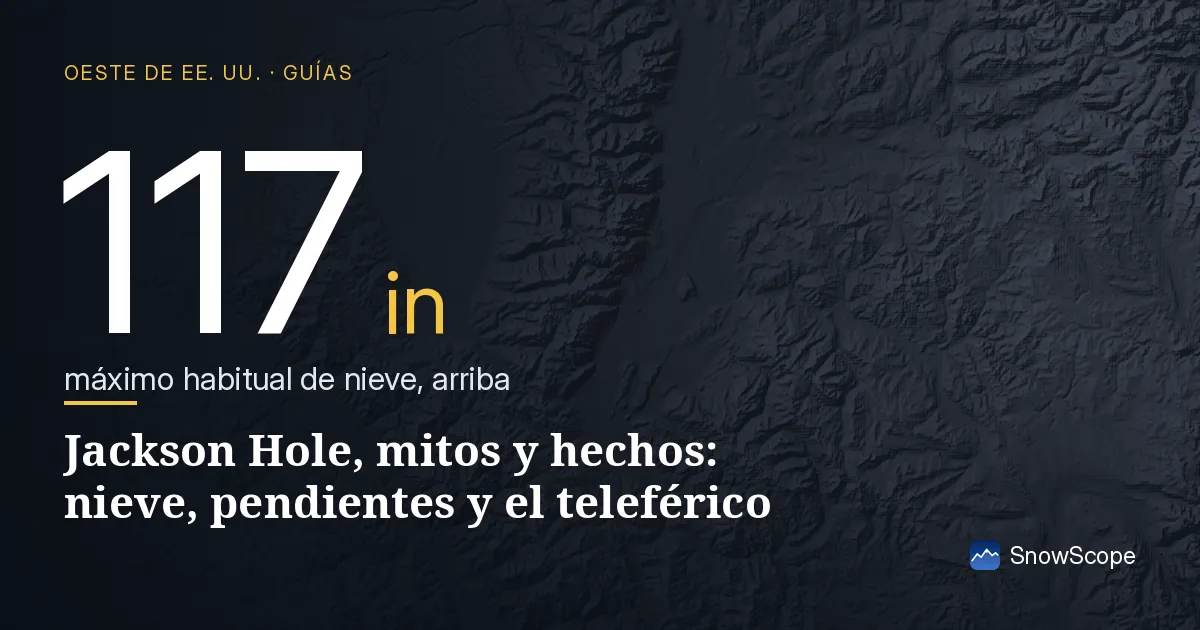 OESTE DE EE. UU. · GUÍAS
117 in
máximo habitual de nieve, arriba
Jackson Hole, mitos y hechos:
nieve, pendientes y el teleférico
SnowScope